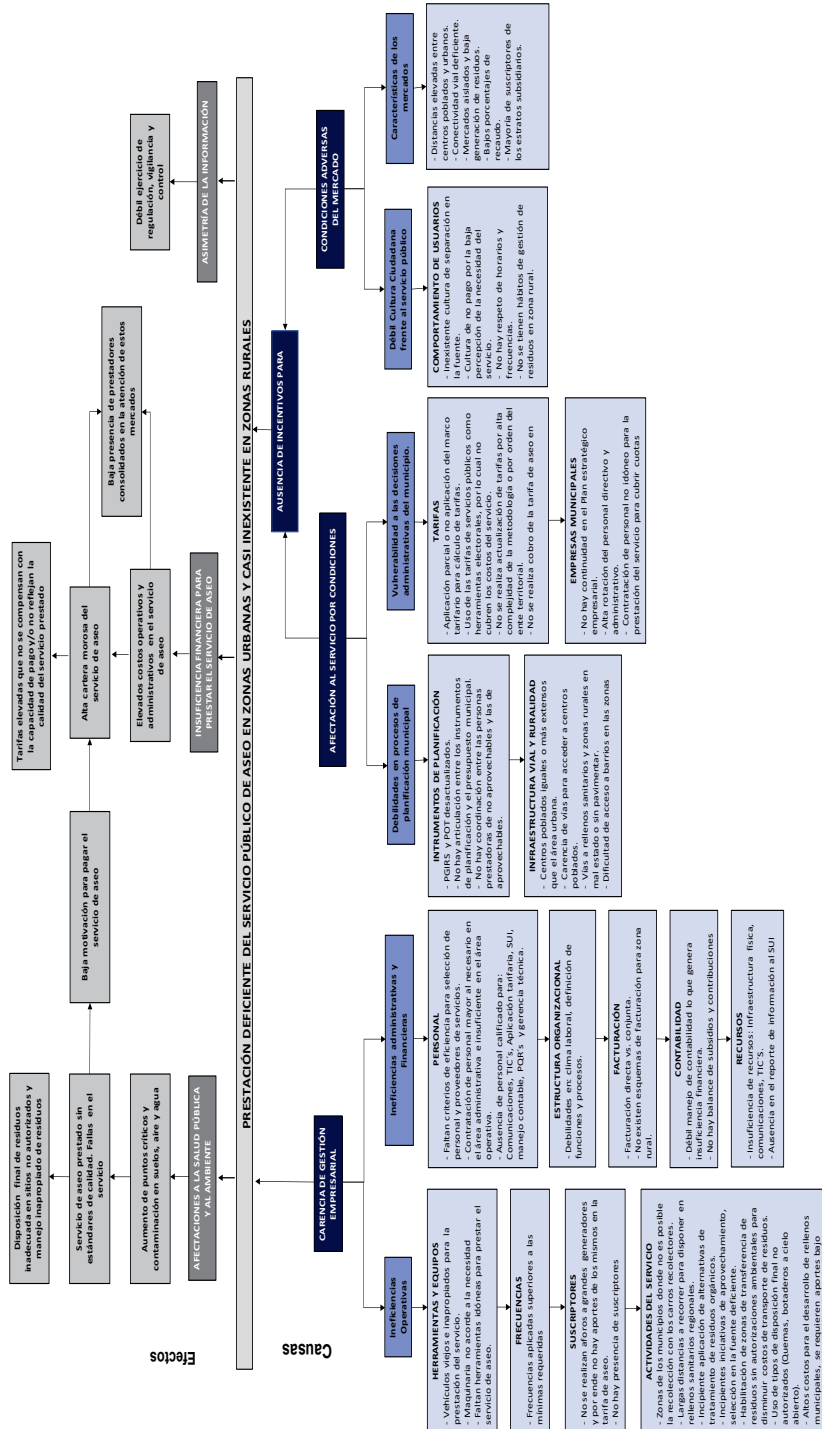 Efectos
Disposición final de residuos
inadecuada en sitios no autorizados y
manejo inapropiado de residuos
Servicio de aseo prestado sin
estándares de calidad. Fallas en el
servicio
Aumento de puntos críticos y
contaminación en suelos, aire y agua
AFECTACIONES A LA SALUD PÚBLICA
Y AL AMBIENTE
Baja motivación para pagar el
servicio de aseo
Tarifas elevadas que no se compensan con
la capacidad de pago y/o no reflejan la
calidad del servicio prestado
Alta cartera morosa del
servicio de aseo
Elevados costos operativos y
administrativos en el servicio
de aseo
INSUFICIENCIA FINANCIERA PARA
PRESTAR EL SERVICIO DE ASEO
Baja presencia de prestadores
consolidados en la atención de estos
mercados
Débil ejercicio de
regulación, vigilancia y
control
ASIMETRÍA DE LA INFORMACIÓN
PRESTACIÓN DEFICIENTE DEL SERVICIO PÚBLICO DE ASEO EN ZONAS URBANAS Y CASI INEXISTENTE EN ZONAS RURALES
Causas
CARENCIA DE GESTIÓN
EMPRESARIAL
AUSENCIA DE INCENTIVOS PARA
AFECTACIÓN AL SERVICIO POR CONDICIONES
CONDICIONES ADVERSAS
DEL MERCADO
Ineficiencias
Operativas
HERRAMIENTAS Y EQUIPOS
- Vehículos viejos e inapropiados para la
prestación del servicio.
- Maquinaria no acorde a la necesidad
- Faltan herramientas idóneas para prestar el
servicio de aseo.
FRECUENCIAS
- Frecuencias aplicadas superiores a las
mínimas requeridas
SUSCRIPTORES
- No se realizan aforos a grandes generadores
y por ende no hay aportes de los mismos en la
tarifa de aseo.
- No hay presencia de suscriptores
ACTIVIDADES DEL SERVICIO
- Zonas de los municipios donde no es posible
la recolección con los carros recolectores.
- Largas distancias a recorrer para disponer en
rellenos sanitarios regionales.
- Incipiente aplicación de alternativas de
tratamiento de residuos orgánicos.
- Incipientes iniciativas de aprovechamiento,
selección en la fuente deficiente.
- Habilitación de zonas de transferencia de
residuos sin autorizaciones ambientales para
disminuir costos de transporte de residuos.
- Uso de tipos de disposición final no
autorizados (Quemas, botaderos a cielo
abierto).
- Altos costos para el desarrollo de rellenos
municipales, se requieren aportes bajo
Ineficiencias administrativas y
Financieras
PERSONAL
- Faltan criterios de eficiencia para selección de
personal y proveedores de servicios.
- Contratación de personal mayor al necesario en
el área administrativa e insuficiente en el área
operativa.
- Ausencia de personal calificado para:
Comunicaciones, TIC's, Aplicación tarifaria, SUI,
manejo contable, PQR's y gerencia técnica.
ESTRUCTURA ORGANIZACIONAL
- Debilidades en: clima laboral, definición de
funciones y procesos.
FACTURACIÓN
- Facturación directa vs. conjunta.
- No existen esquemas de facturación para zona
rural.
CONTABILIDAD
- Débil manejo de contabilidad lo que genera
insuficiencia financiera.
- No hay balance de subsidios y contribuciones
RECURSOS
- Insuficiencia de recursos: Infraestructura física,
comunicaciones, TIC´S.
- Ausencia en el reporte de información al SUI
Debilidades en procesos de
planificación municipal
INTRUMENTOS DE PLANIFICACIÓN
- PGIRS y POT desactualizados.
- No hay articulación entre los instrumentos
de planificación y el presupuesto municipal.
- No hay coordinación entre las personas
prestadoras de no aprovechables y las de
aprovechables.
INFRAESTRUCTURA VIAL Y RURALIDAD
- Centros poblados iguales o más extensos
que el área urbana.
- Carencia de vías para acceder a centros
poblados.
- Vías a rellenos sanitarios y zonas rurales en
mal estado o sin pavimentar.
- Dificultad de acceso a barrios en las zonas
Vulnerabilidad a las decisiones
administrativas del municipio.
TARIFAS
- Aplicación parcial o no aplicación del marco
tarifario para cálculo de tarifas.
- Uso de las tarifas de servicios públicos como
herramientas electorales, por lo cual no
cubren los costos del servicio.
- No se realiza actualización de tarifas por alta
complejidad de la metodología o por orden del
ente territorial.
- No se realiza cobro de la tarifa de aseo en
EMPRESAS MUNICIPALES
- No hay continuidad en el Plan estratégico
empresarial.
- Alta rotación del personal directivo y
administrativo.
- Contratación de personal no idóneo para la
prestación del servicio para cubrir cuotas
Débil Cultura Ciudadana
frente al servicio público
COMPORTAMIENTO DE USUARIOS
- Inexistente cultura de separación en
la fuente.
- Cultura de no pago por la baja
percepción de la necesidad del
servicio.
- No hay respeto de horarios y
frecuencias.
- No se tienen hábitos de gestión de
residuos en zona rural.
Características de los
mercados
- Distancias elevadas entre
centros poblados y urbanos.
- Conectividad vial deficiente.
- Mercados aislados y baja
generación de residuos.
- Bajos porcentajes de
recaudo.
- Mayoría de suscriptores de
los estratos subsidiarios.